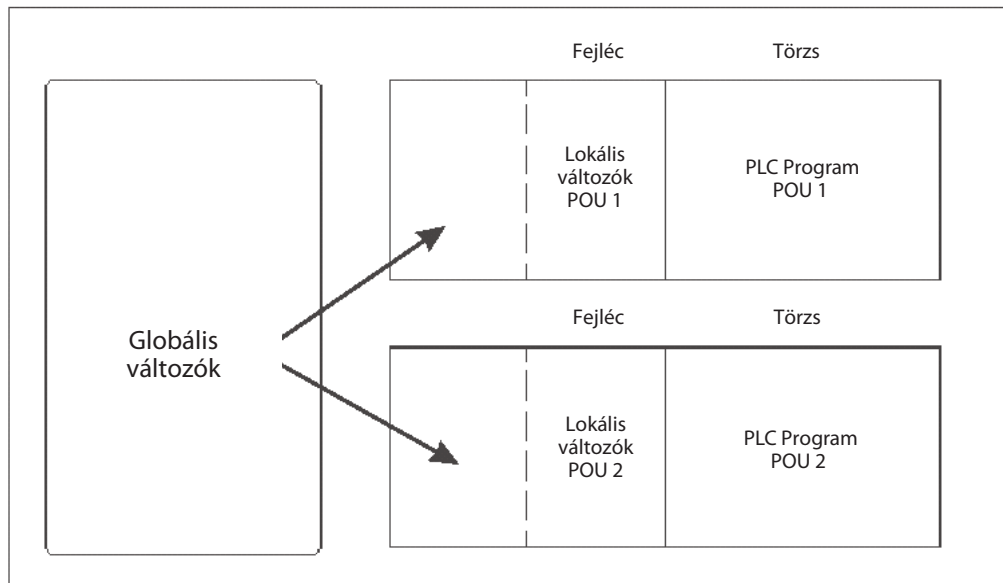 Fejléc
Törzs
Lokális
változók
POU 1
PLC Program
POU 1
Globális
változók
Fejléc
Törzs
Lokális
változók
POU 2
PLC Program
POU 2